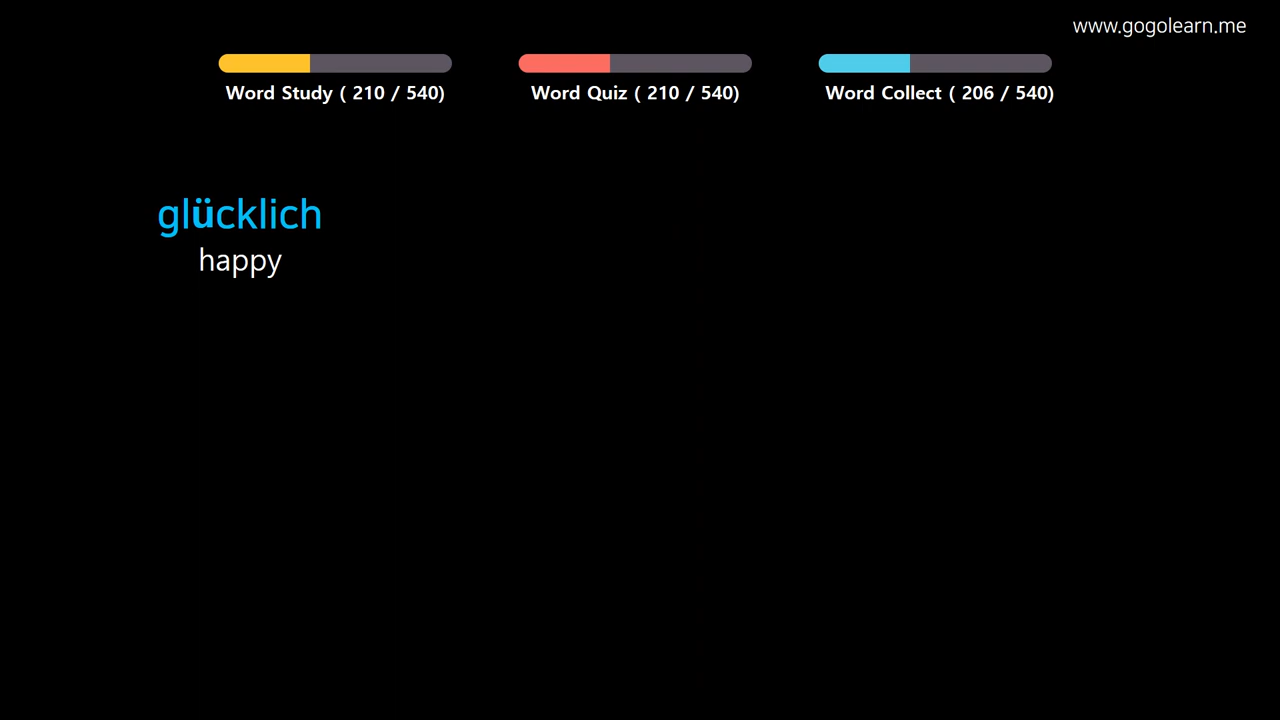 www.gogolearn.me
Word Study ( 210 / 540)
Word Quiz ( 210 / 540)
Word Collect ( 206 / 540)
glücklich
happy